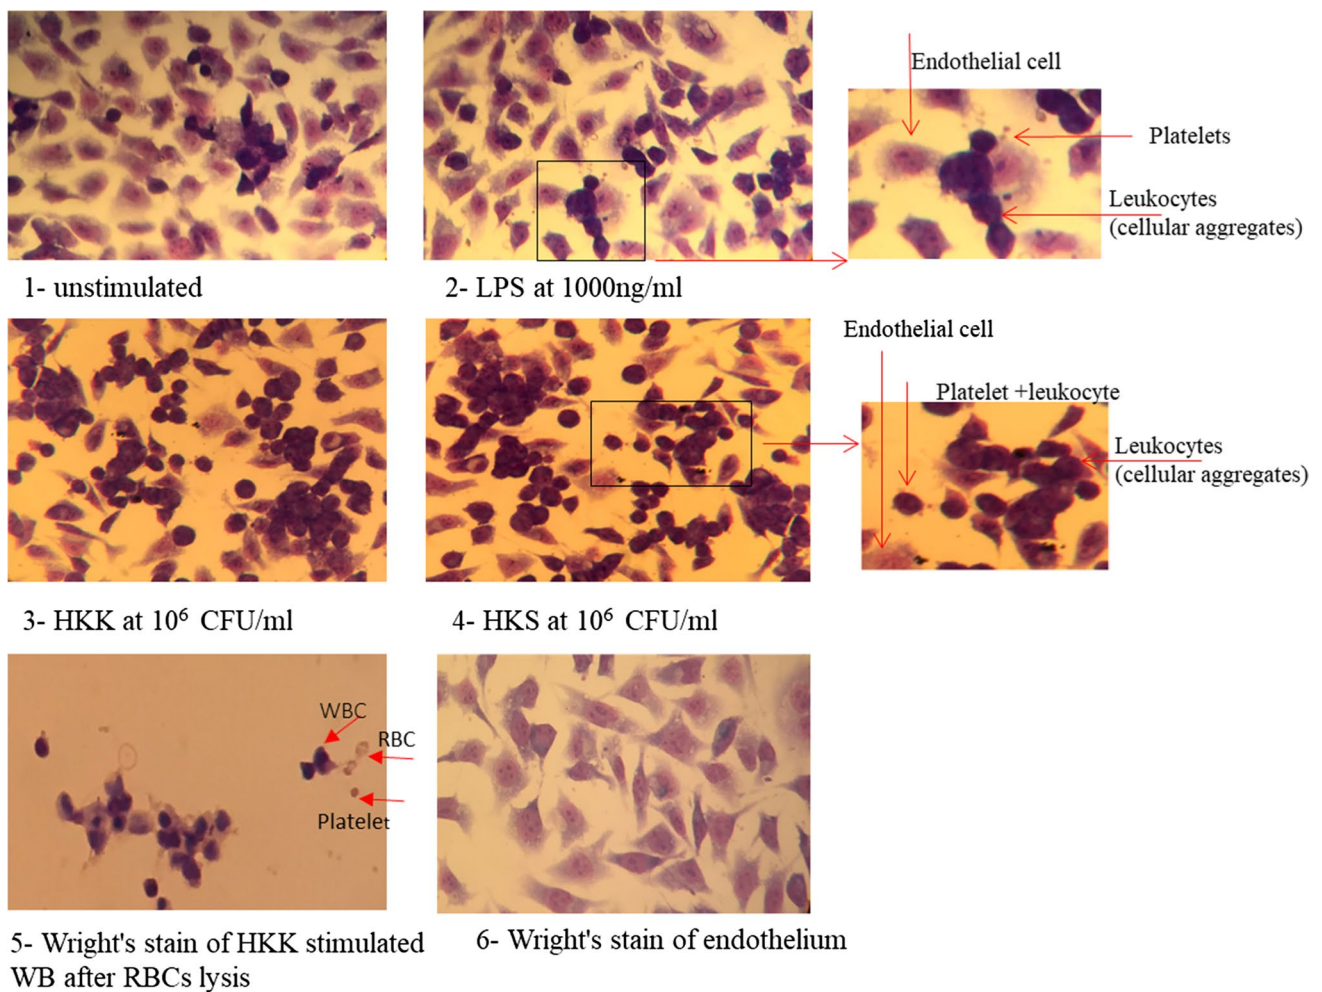 Endothelial cell
Platelets
Leukocytes
(cellular aggregates)
1- unstimulated
2- LPS at 1000ng/ml
Endothelial cell
Platelet +leukocyte
Leukocytes
(cellular aggregates)
3- HKK at 10⁶ CFU/ml
4- HKS at 10⁶ CFU/ml
WBC
RBC
Platelet
5- Wright's stain of HKK stimulated
WB after RBCs lysis
6- Wright's stain of endothelium